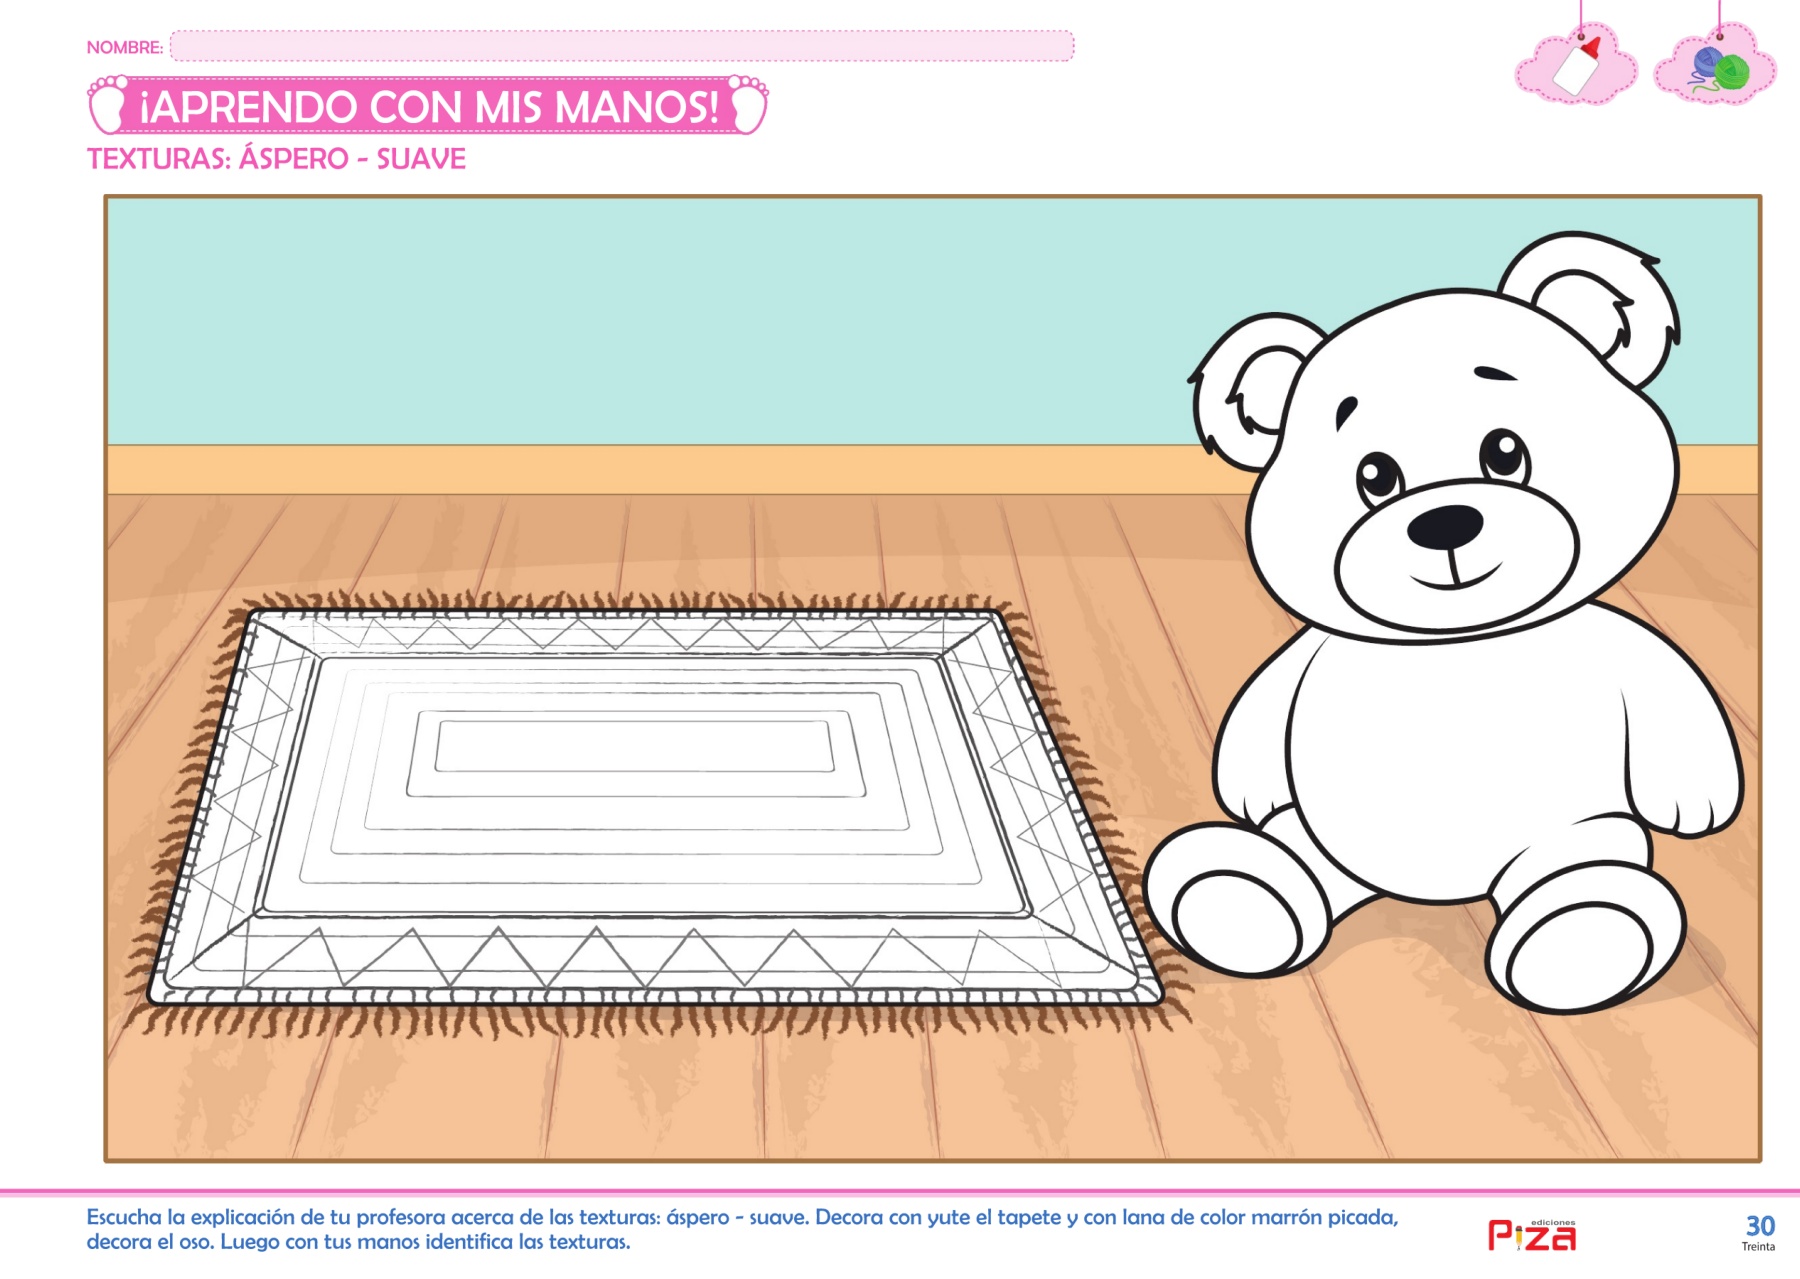 NOMBRE:
¡APRENDO CON MIS MANOS!
TEXTURAS: ÁSPERO - SUAVE
Escucha la explicación de tu profesora acerca de las texturas: áspero - suave. Decora con yute el tapete y con lana de color marrón picada,
decora el oso. Luego con tus manos identifica las texturas.
ediciones
Piza
30
Treinta